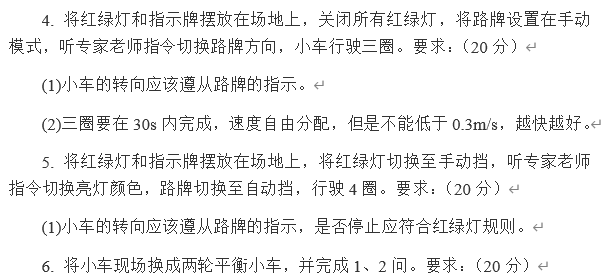 4. 将红绿灯和指示牌摆放在场地上，关闭所有红绿灯，将路牌设置在手动
模式，听专家老师指令切换路牌方向，小车行驶三圈。要求：（20 分）
(1)小车的转向应该遵从路牌的指示。
(2)三圈要在 30s 内完成，速度自由分配，但是不能低于 0.3m/s，越快越好。
5. 将红绿灯和指示牌摆放在场地上，将红绿灯切换至手动挡，听专家老师
指令切换亮灯颜色，路牌切换至自动挡，行驶 4 圈。要求：（20 分）
(1)小车的转向应该遵从路牌的指示，是否停止应符合红绿灯规则。
6. 将小车现场换成两轮平衡小车，并完成 1、2 问。要求：（20 分）